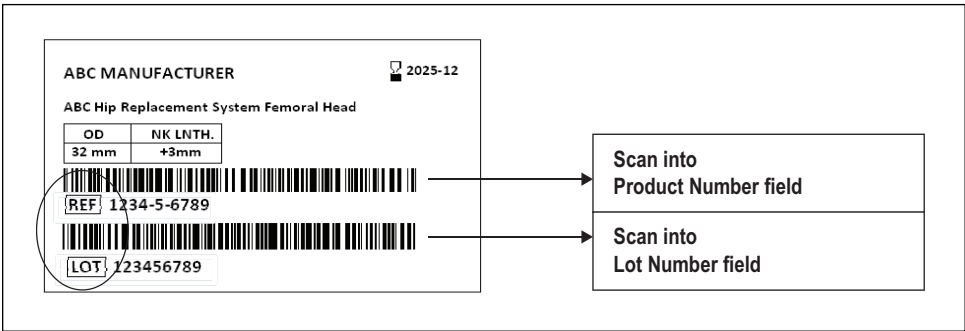 ABC MANUFACTURER
2025-12
ABC Hip Replacement System Femoral Head
OD NK LNTH.
32 mm +3mm
REF 1234-5-6789
LOT 123456789
Scan into
Product Number field
Scan into
Lot Number field